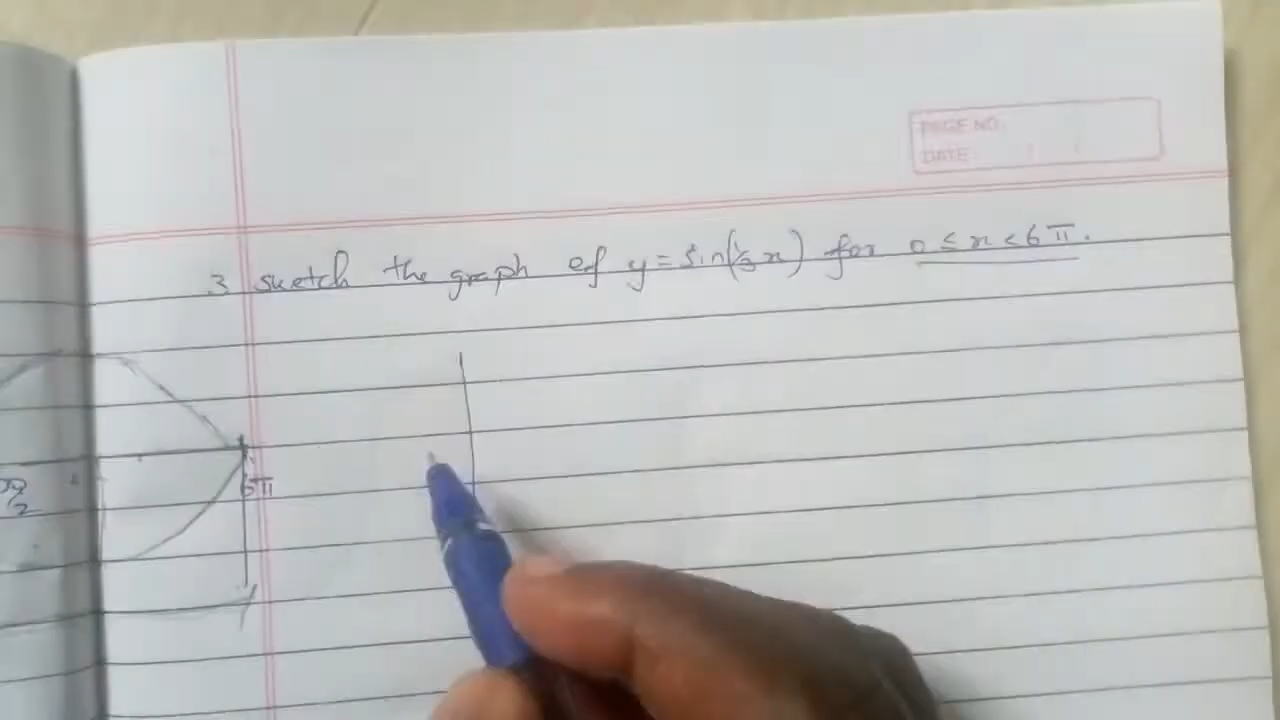 PAGE NO.
DATE:
3 sketch the graph of y = sin(⅓x) for 0 ≤ x < 6π.
6π